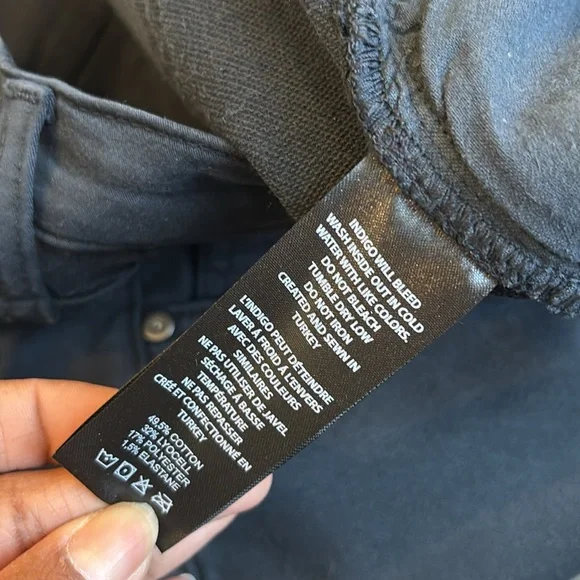 INDIGO WILL BLEED
WASH INSIDE OUT IN COLD
WATER WITH LIKE COLORS.
DO NOT BLEACH
TUMBLE DRY LOW
DO NOT IRON
CREATED AND SEWN IN
TURKEY
L'INDIGO PEUT DÉTEINDRE
LAVER À FROID À L'ENVERS
AVEC DES COULEURS
SIMILAIRES
NE PAS UTILISER DE JAVEL
SÉCHAGE À BASSE
TEMPÉRATURE
NE PAS REPASSER
CRÉÉ ET CONFECTIONNÉ EN
TURKEY
49,5% COTTON
32% LYOCELL
17% POLYESTER
1,5% ELASTANE